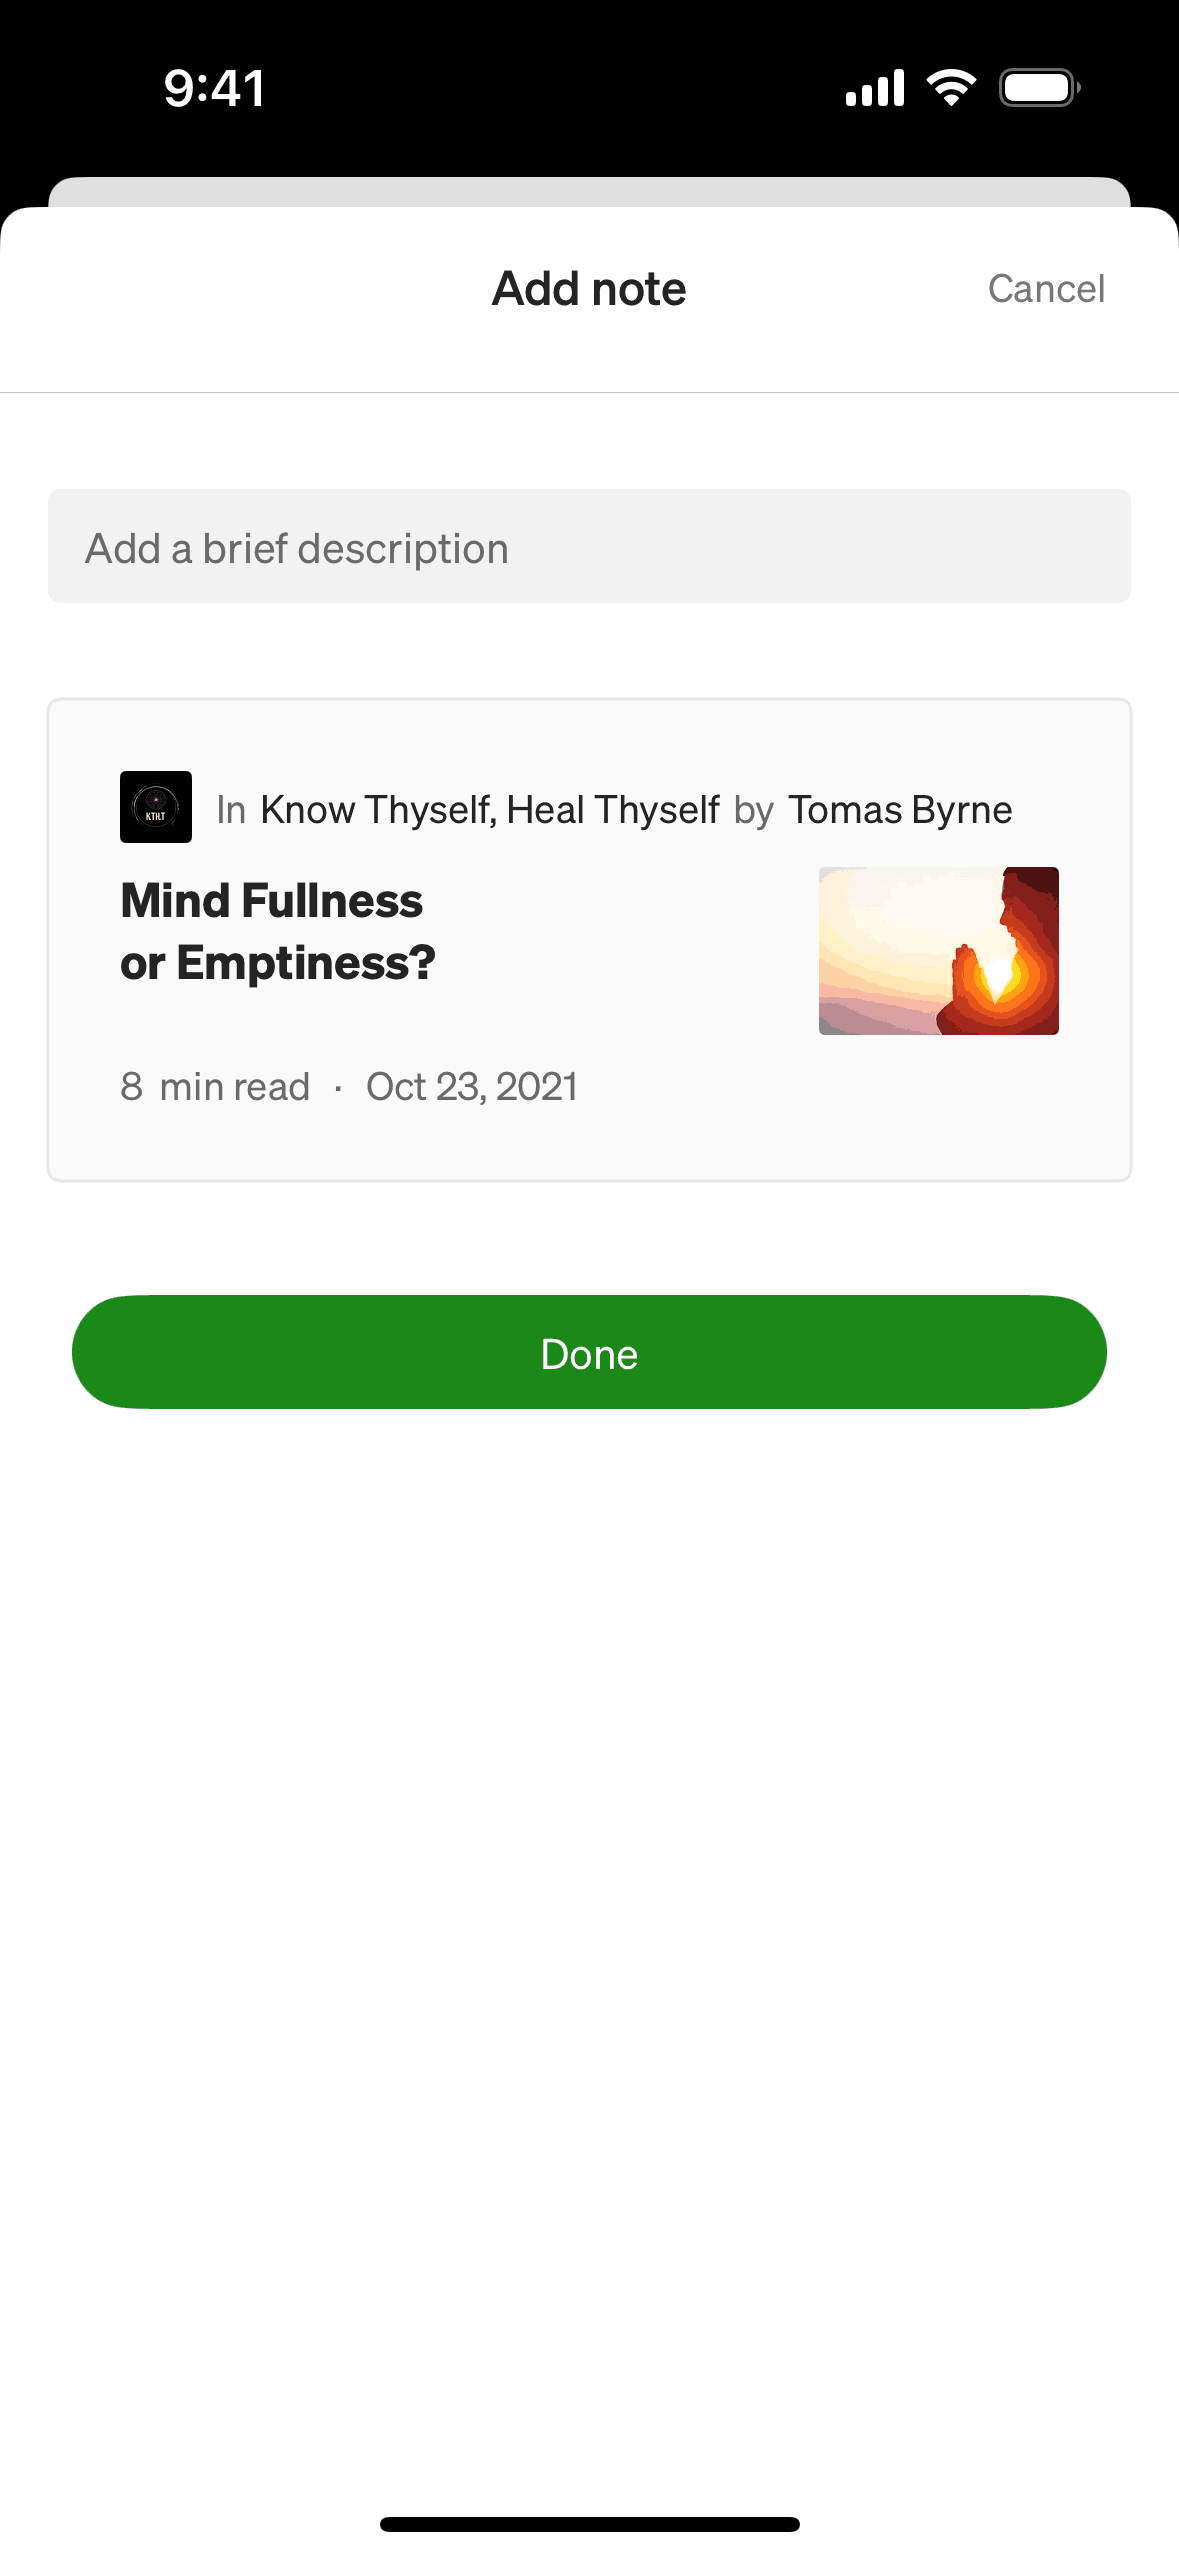 9:41
Add note
Cancel
Add a brief description
KTHT
In Know Thyself, Heal Thyself by Tomas Byrne
Mind Fullness
or Emptiness?
8 min read · Oct 23, 2021
Done